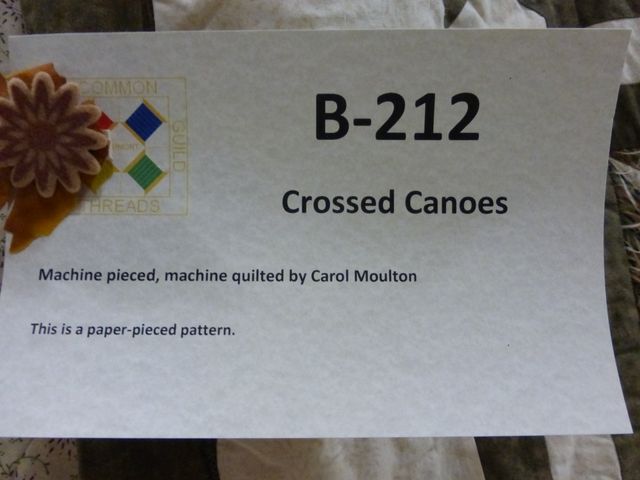 COMMON
THREADS
GUILD
B-212
Crossed Canoes
Machine pieced, machine quilted by Carol Moulton
This is a paper-pieced pattern.